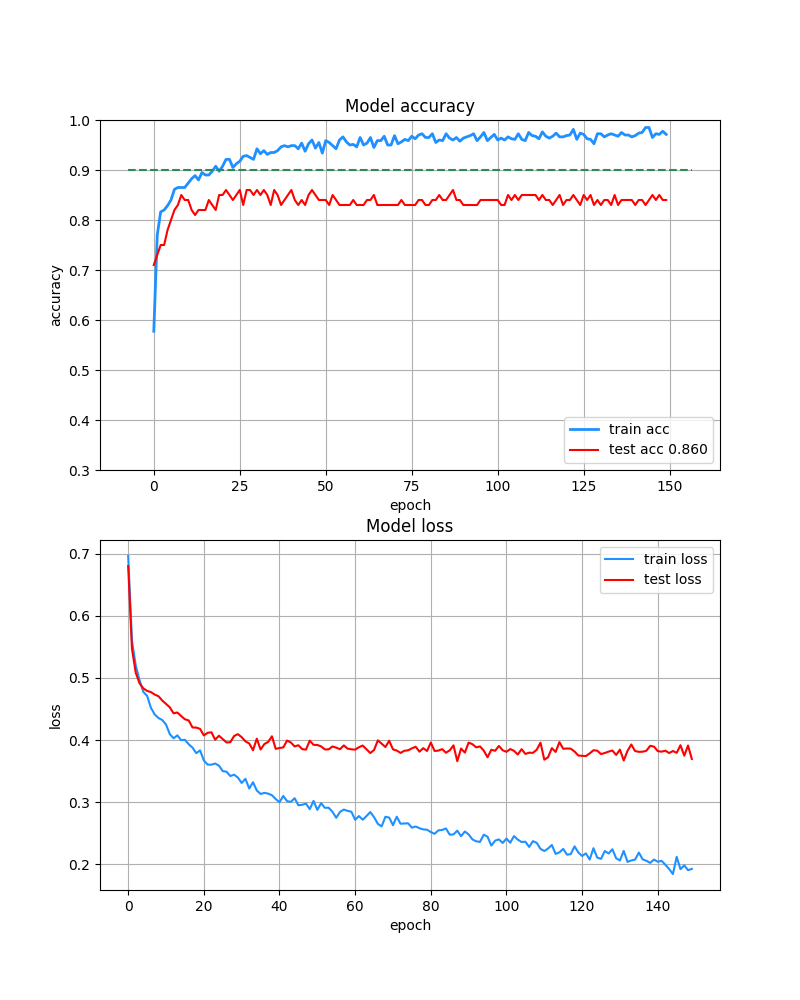 Model accuracy
1.0
0.9
0.8
0.7
0.6
0.5
0.4
0.3
accuracy
train acc
test acc 0.860
0 25 50 75 100 125 150
epoch
Model loss
0.7
0.6
0.5
0.4
0.3
0.2
loss
train loss
test loss
0 20 40 60 80 100 120 140
epoch